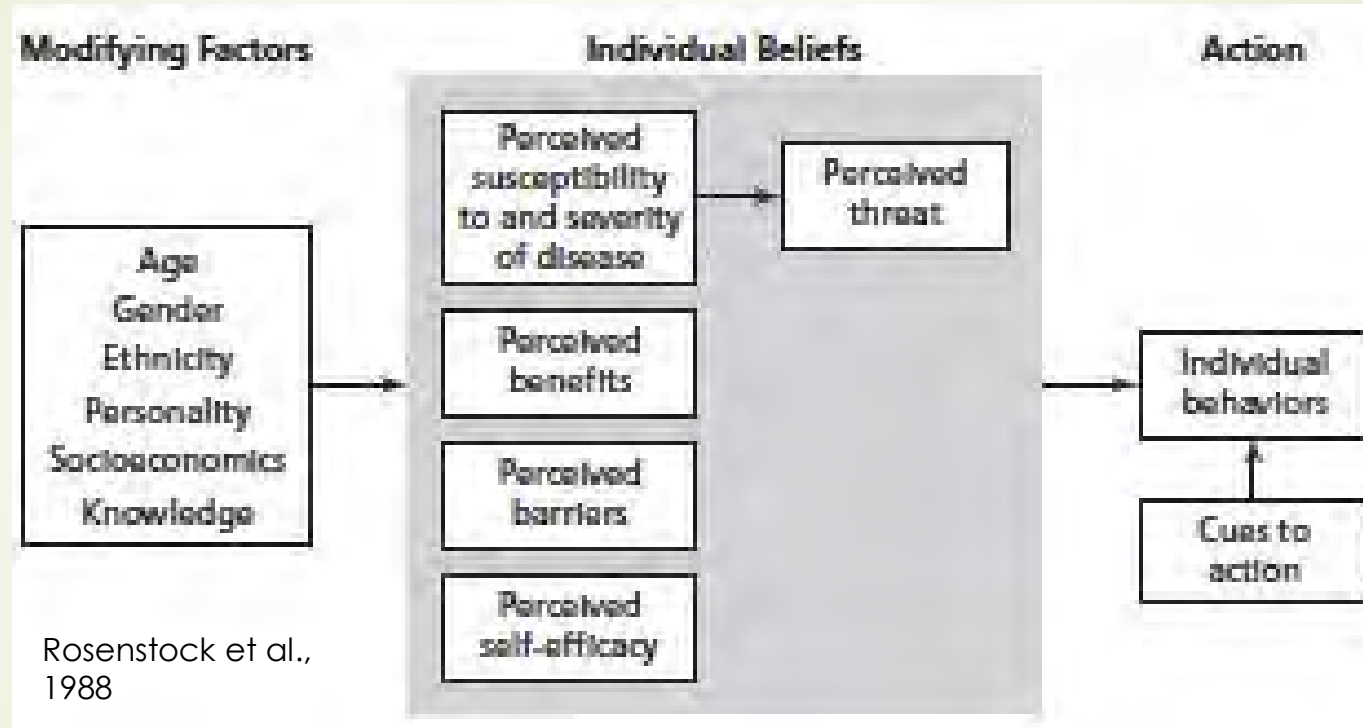 Modifying Factors
Individual Beliefs
Action
Age
Gender
Ethnicity
Personality
Socioeconomics
Knowledge
Perceived
susceptibility
to and severity
of disease
Perceived
threat
Perceived
benefits
Perceived
barriers
Perceived
self-efficacy
Individual
behaviors
Cues to
action
Rosenstock et al.,
1988